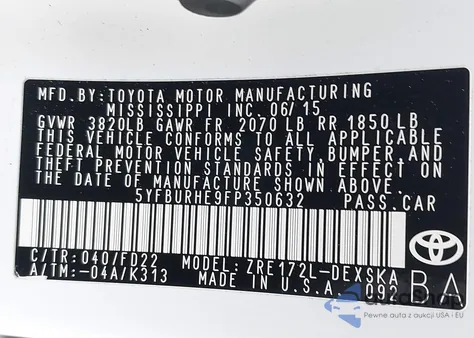 MFD.BY:TOYOTA MOTOR MANUFACTURING
MISSISSIPPI INC. 06/15
GVWR 3820LB GAWR FR 2070 LB RR 1850 LB
THIS VEHICLE CONFORMS TO ALL APPLICABLE
FEDERAL MOTOR VEHICLE SAFETY, BUMPER, AND
THEFT PREVENTION STANDARDS IN EFFECT ON
THE DATE OF MANUFACTURE SHOWN ABOVE.
5YFBURHE9FP350632 PASS.CAR
C/TR: 040/FD22 MODEL: ZRE172L-DEXSKA
A/TM: -04A/K313 MADE IN U.S.A. 092 BA
TOYOTA
AutoShop
Pewne auta z aukcji USA i EU